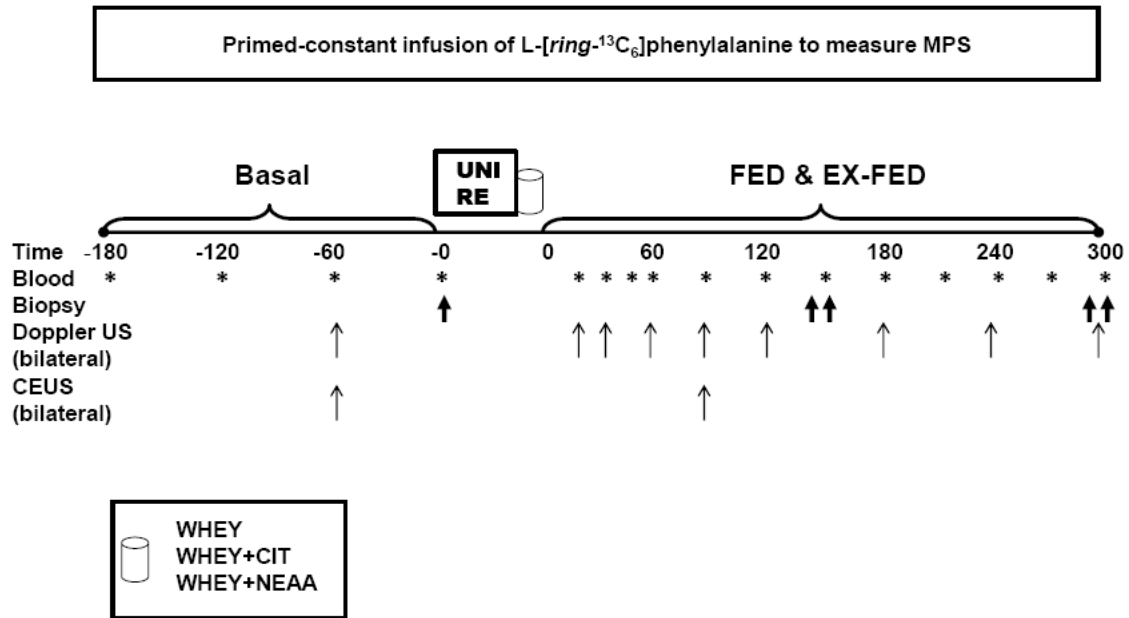 Primed-constant infusion of L-[ring-¹³C₆]phenylalanine to measure MPS
Basal
UNI
RE
FED & EX-FED
Time -180 -120 -60 -0 0 60 120 180 240 300
Blood * * * * * * * * * * * * * * *
Biopsy
Doppler US
(bilateral)
CEUS
(bilateral)
WHEY
WHEY+CIT
WHEY+NEAA